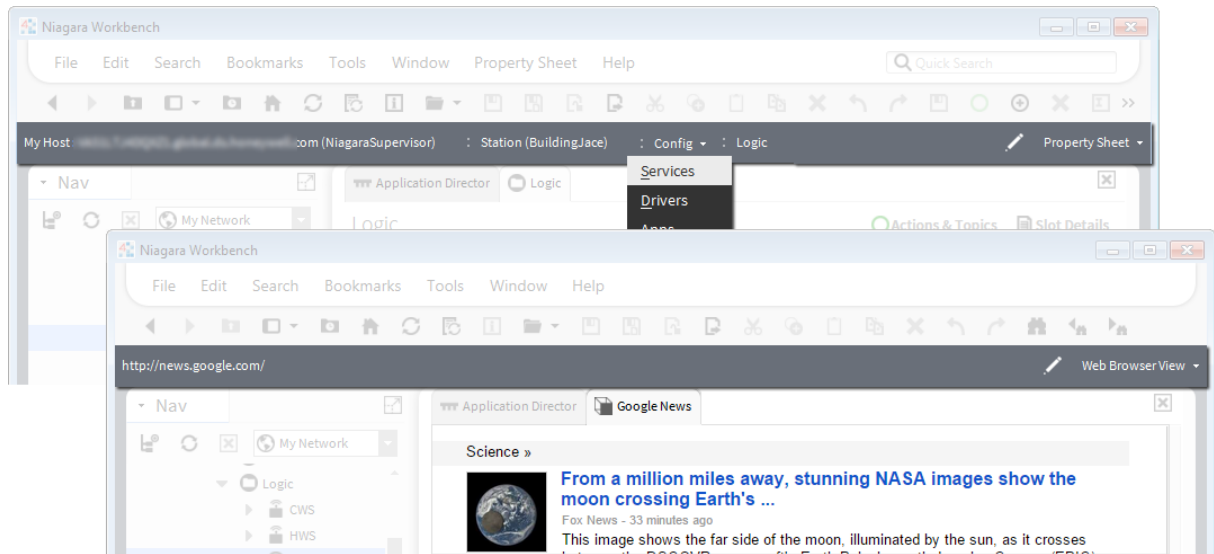 Niagara Workbench
File Edit Search Bookmarks Tools Window Property Sheet Help
Quick Search
My Host com (NiagaraSupervisor) : Station (BuildingJace) : Config : Logic Property Sheet
Services
Drivers
Apps
Nav
My Network
Application Director Logic
Logic
Actions & Topics Slot Details
Niagara Workbench
File Edit Search Bookmarks Tools Window Help
http://news.google.com/ Web Browser View
Nav
My Network
Logic
CWS
HWS
Application Director Google News
Science »
From a million miles away, stunning NASA images show the
moon crossing Earth's ...
Fox News - 33 minutes ago
This image shows the far side of the moon, illuminated by the sun, as it crosses